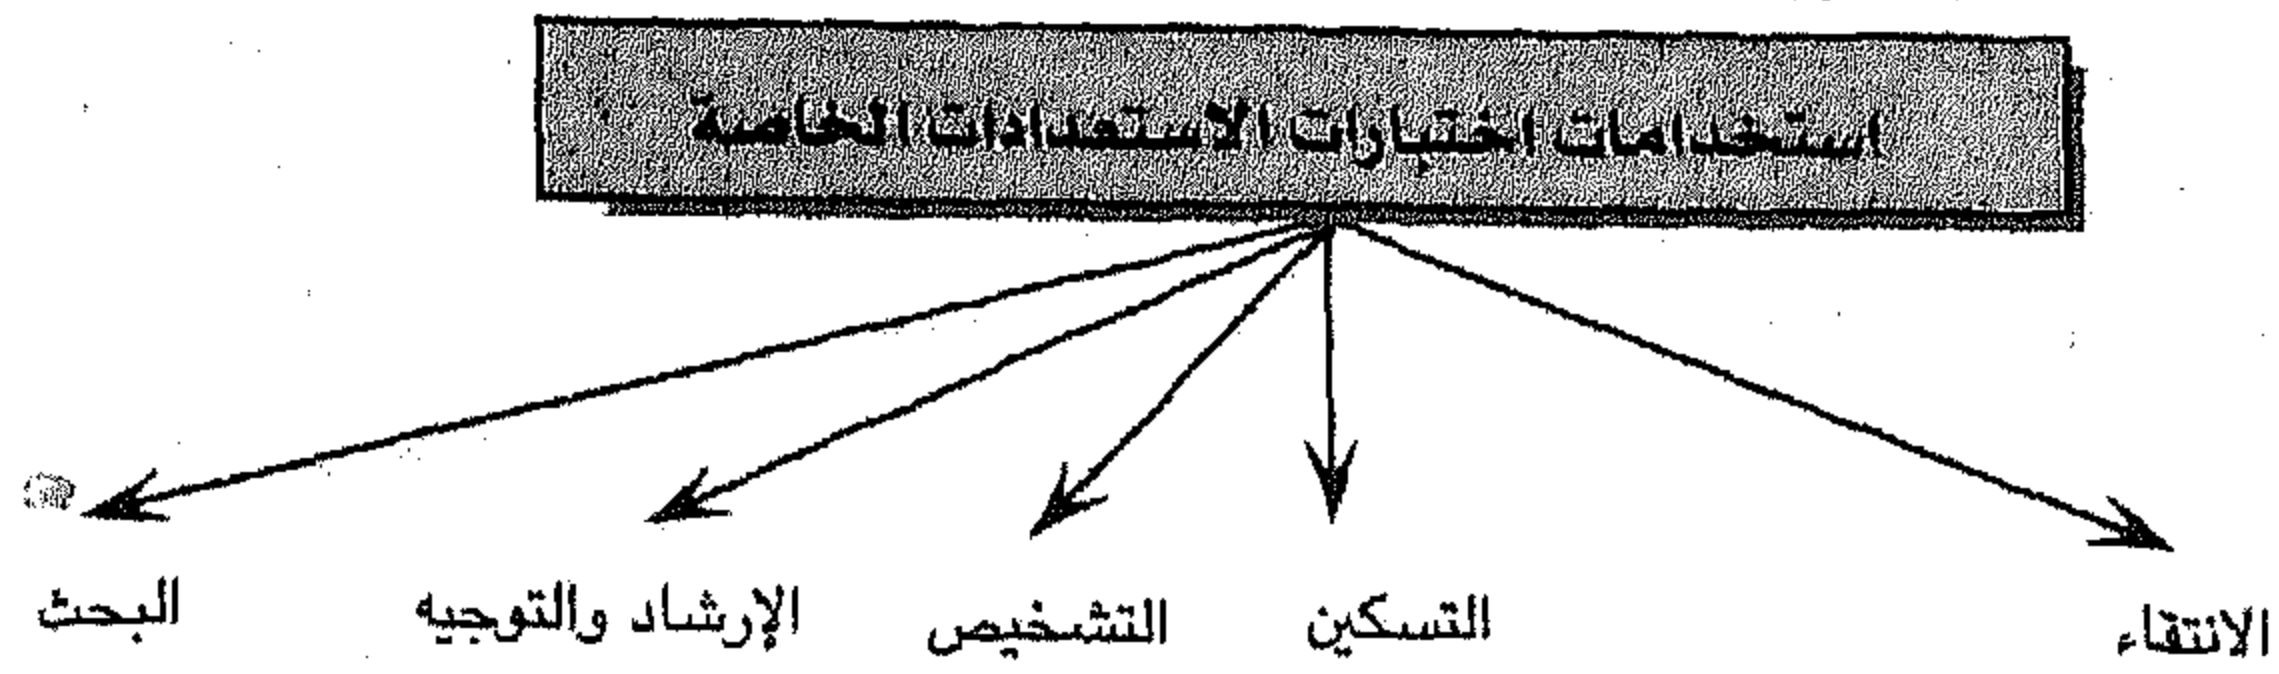 استخدامات اختبارات الاستعدادات الخاصة
الانتقاء التسكين التشخيص الإرشاد والتوجيه البحث